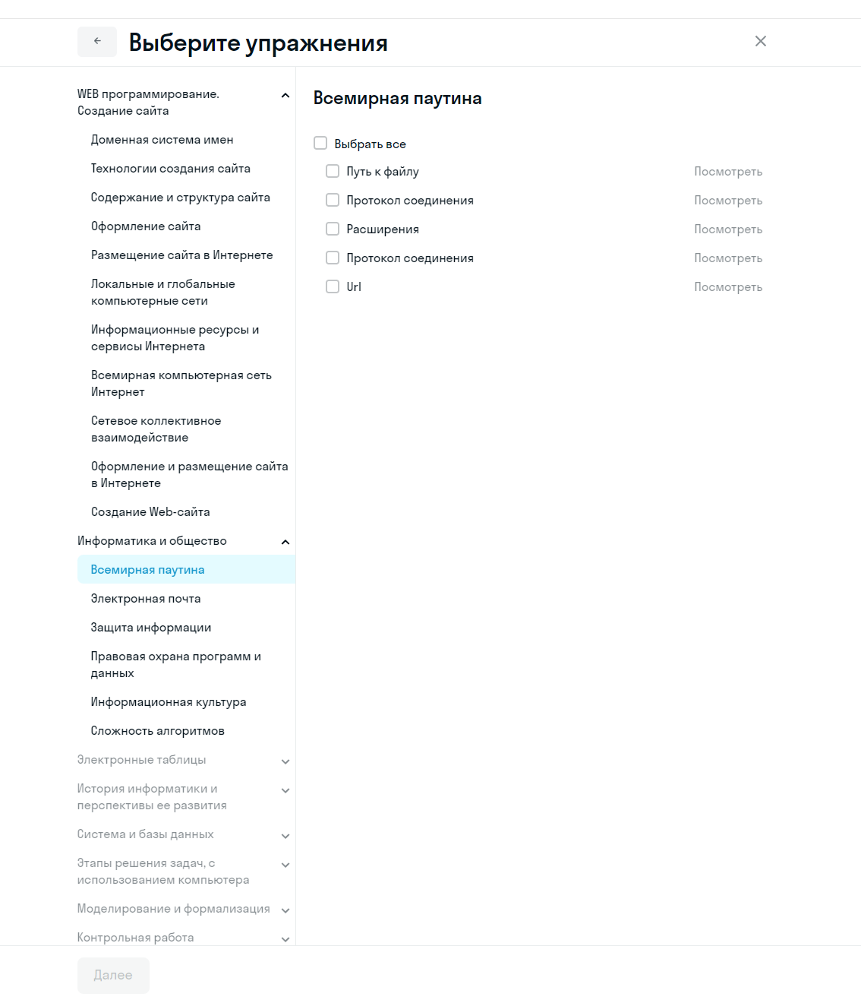 Выберите упражнения
WEB программирование.
Создание сайта
Доменная система имен
Технологии создания сайта
Содержание и структура сайта
Оформление сайта
Размещение сайта в Интернете
Локальные и глобальные
компьютерные сети
Информационные ресурсы и
сервисы Интернета
Всемирная компьютерная сеть
Интернет
Сетевое коллективное
взаимодействие
Оформление и размещение сайта
в Интернете
Создание Web-сайта
Информатика и общество
Всемирная паутина
Электронная почта
Защита информации
Правовая охрана программ и
данных
Информационная культура
Сложность алгоритмов
Электронные таблицы
История информатики и
перспективы ее развития
Система и базы данных
Этапы решения задач, с
использованием компьютера
Моделирование и формализация
Контрольная работа
Всемирная паутина
Выбрать все
Путь к файлу Посмотреть
Протокол соединения Посмотреть
Расширения Посмотреть
Протокол соединения Посмотреть
Url Посмотреть
Далее